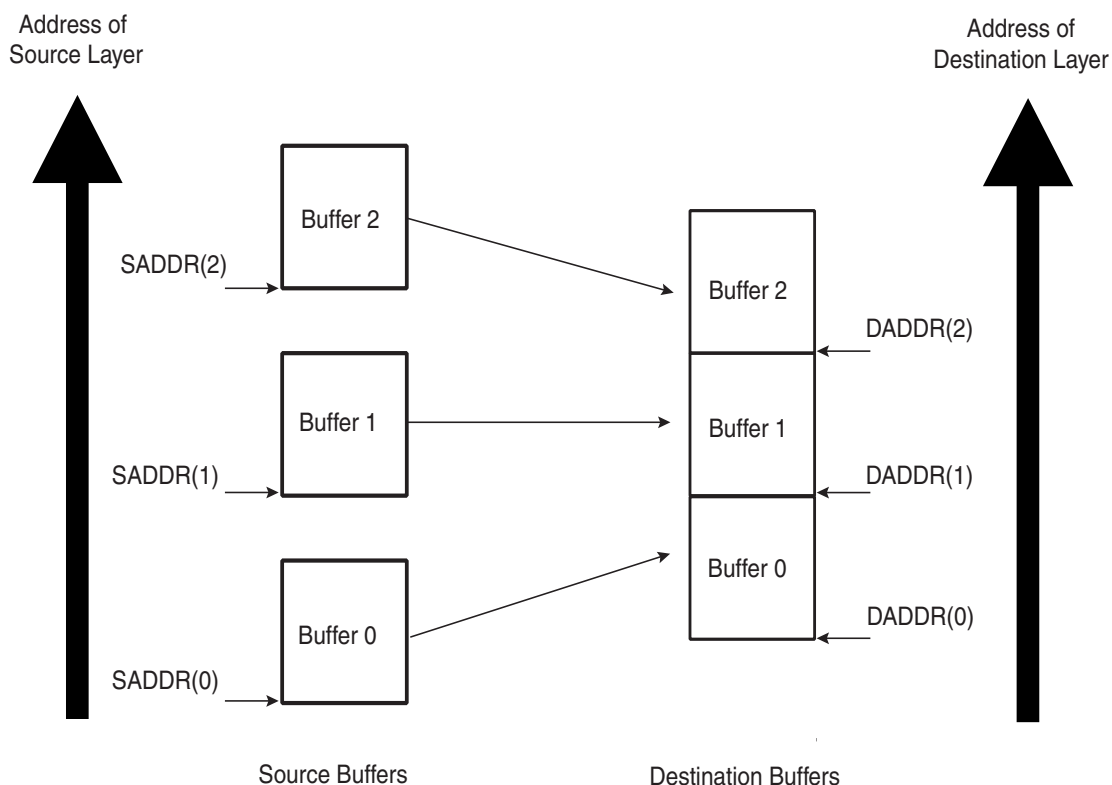 Address of
Source Layer
Address of
Destination Layer
Buffer 2
SADDR(2)
Buffer 2
DADDR(2)
Buffer 1
Buffer 1
SADDR(1)
DADDR(1)
Buffer 0
Buffer 0
DADDR(0)
SADDR(0)
Source Buffers
Destination Buffers